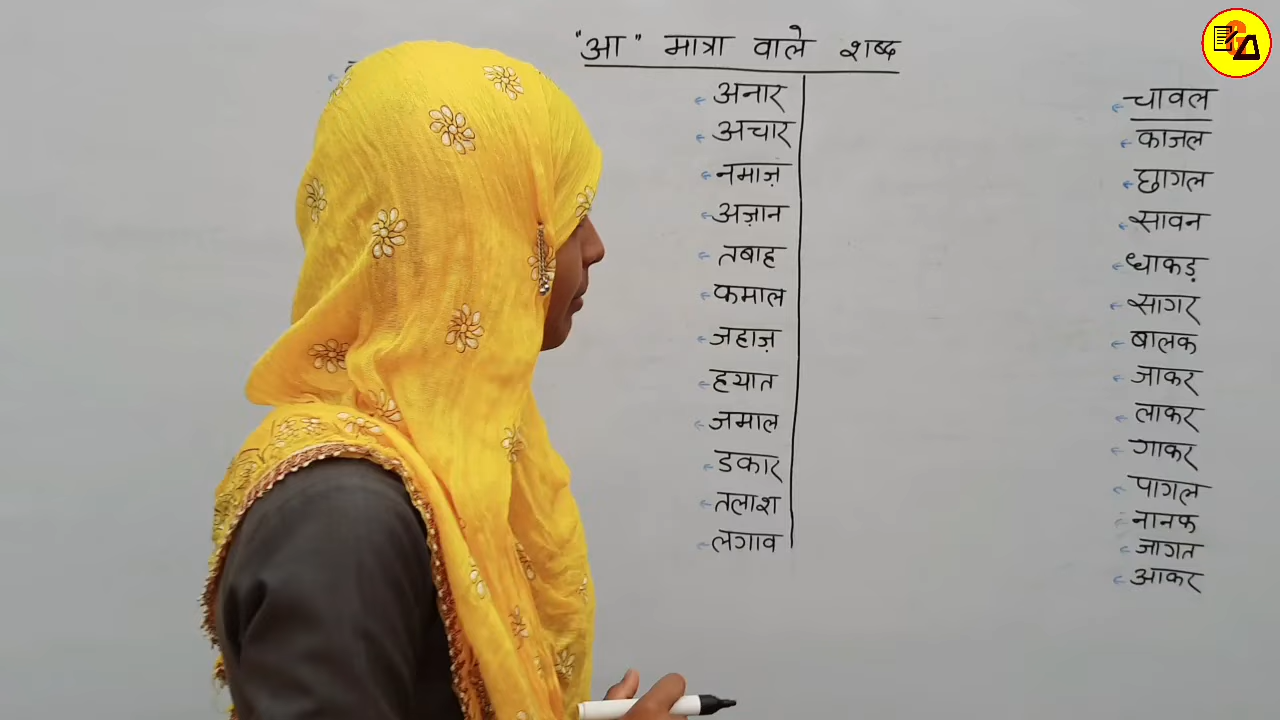 "आ" मात्रा वाले शब्द
अनार
अचार
नमाज़
अज़ान
तबाह
कमाल
जहाज़
हयात
जमाल
डकार
तलाश
लगाव
चावल
काजल
छागल
सावन
धाकड़
सागर
बालक
जाकर
लाकर
गाकर
पागल
नानक
जागत
आकर